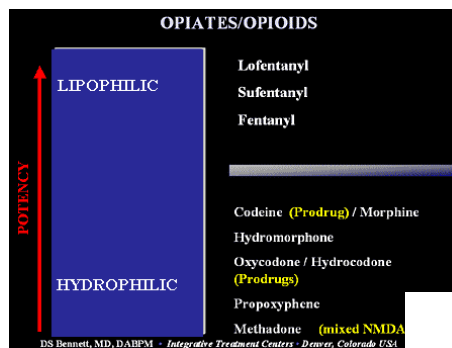 OPIATES/OPIOIDS
LIPOPHILIC
Lofentanyl
Sufentanyl
Fentanyl
POTENCY
Codeine (Prodrug) / Morphine
Hydromorphone
Oxycodone / Hydrocodone
(Prodrugs)
HYDROPHILIC
Propoxyphene
Methadone (mixed NMDA
DS Bennett, MD, DABPM • Integrative Treatment Centers • Denver, Colorado USA